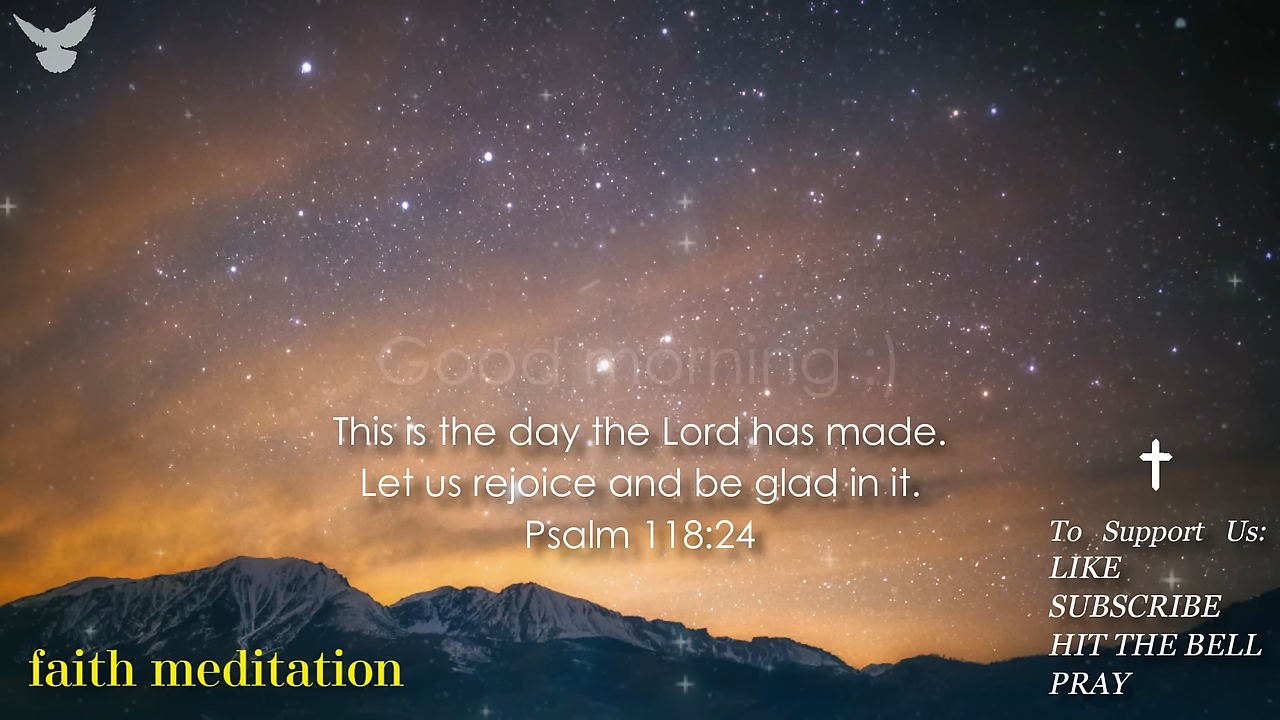 Good morning :)
This is the day the Lord has made.
Let us rejoice and be glad in it.
Psalm 118:24
To Support Us:
LIKE
SUBSCRIBE
HIT THE BELL
PRAY
faith meditation